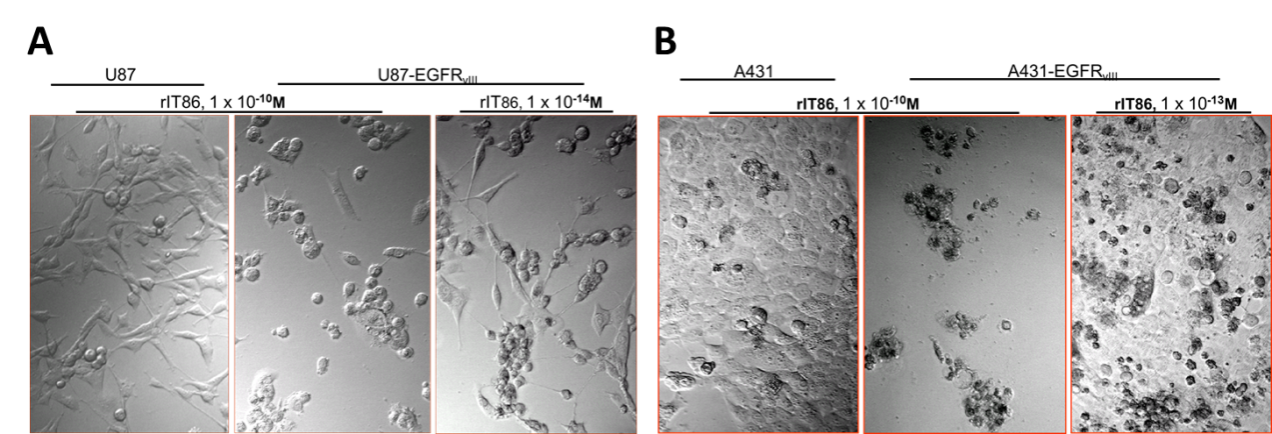 A
U87
U87-EGFRvIII
rIT86, 1 x 10-10M
rIT86, 1 x 10-14M
B
A431
A431-EGFRvIII
rIT86, 1 x 10-10M
rIT86, 1 x 10-13M